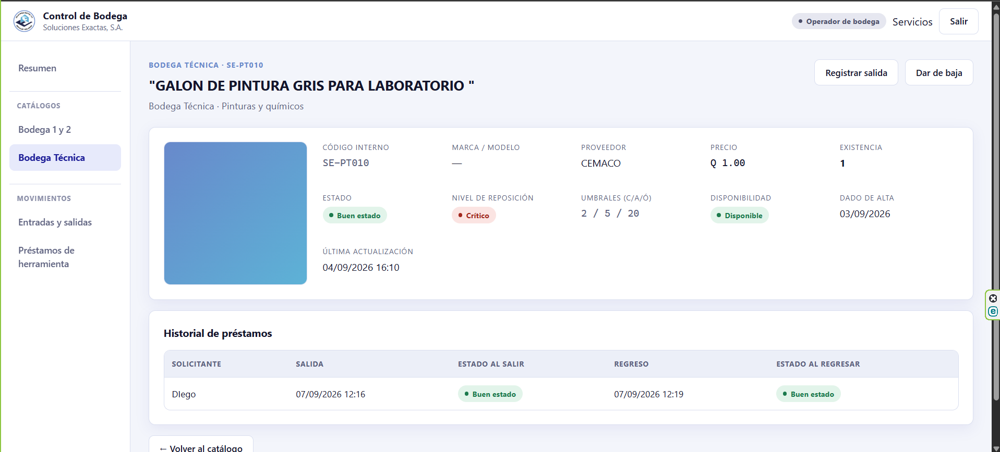 Control de Bodega
Soluciones Exactas, S.A.
Operador de bodega
Servicios
Salir
Resumen
CATÁLOGOS
Bodega 1 y 2
Bodega Técnica
MOVIMIENTOS
Entradas y salidas
Préstamos de
herramienta
BODEGA TÉCNICA · SE-PT010
"GALON DE PINTURA GRIS PARA LABORATORIO "
Bodega Técnica · Pinturas y químicos
Registrar salida
Dar de baja
CÓDIGO INTERNO
SE-PT010
MARCA / MODELO
—
PROVEEDOR
CEMACO
PRECIO
Q 1.00
EXISTENCIA
1
ESTADO
Buen estado
NIVEL DE REPOSICIÓN
Crítico
UMBRALES (C/A/Ó)
2 / 5 / 20
DISPONIBILIDAD
Disponible
DADO DE ALTA
03/09/2026
ÚLTIMA ACTUALIZACIÓN
04/09/2026 16:10
Historial de préstamos
SOLICITANTE SALIDA ESTADO AL SALIR REGRESO ESTADO AL REGRESAR
DIego 07/09/2026 12:16 Buen estado 07/09/2026 12:19 Buen estado
← Volver al catálogo